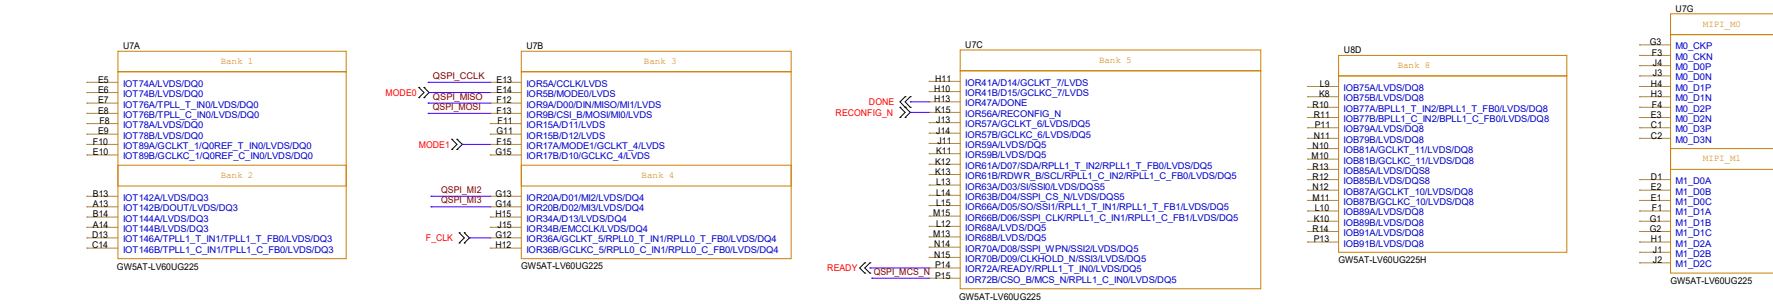 U7A
Bank 1
E5 IOT74A/LVDS/DQ0
E6 IOT74B/LVDS/DQ0
E7 IOT76A/TPLL_T_IN0/LVDS/DQ0
E8 IOT76B/TPLL_C_IN0/LVDS/DQ0
F8 IOT78A/LVDS/DQ0
E9 IOT78B/LVDS/DQ0
F10 IOT89A/GCLKT_1/Q0REF_T_IN0/LVDS/DQ0
E10 IOT89B/GCLKC_1/Q0REF_C_IN0/LVDS/DQ0
Bank 2
B13 IOT142A/LVDS/DQ3
A13 IOT142B/DOUT/LVDS/DQ3
B14 IOT144A/LVDS/DQ3
A14 IOT144B/LVDS/DQ3
D13 IOT146A/TPLL1_T_IN1/TPLL1_T_FB0/LVDS/DQ3
C14 IOT146B/TPLL1_C_IN1/TPLL1_C_FB0/LVDS/DQ3
GW5AT-LV60UG225
U7B
Bank 3
QSPI_CCLK E13 IOR5A/CCLK/LVDS
MODE0 E14 IOR5B/MODE0/LVDS
QSPI_MISO F12 IOR9A/D00/DIN/MISO/MI1/LVDS
QSPI_MOSI F13 IOR9B/CSI_B/MOSI/MI0/LVDS
F11 IOR15A/D11/LVDS
G11 IOR15B/D12/LVDS
MODE1 F15 IOR17A/MODE1/GCLKT_4/LVDS
G15 IOR17B/D10/GCLKC_4/LVDS
Bank 4
QSPI_MI2 G13 IOR20A/D01/MI2/LVDS/DQ4
QSPI_MI3 G14 IOR20B/D02/MI3/LVDS/DQ4
H15 IOR34A/D13/LVDS/DQ4
J15 IOR34B/EMCCLK/LVDS/DQ4
F_CLK G12 IOR36A/GCLKT_5/RPLL0_T_IN1/RPLL0_T_FB0/LVDS/DQ4
H12 IOR36B/GCLKC_5/RPLL0_C_IN1/RPLL0_C_FB0/LVDS/DQ4
GW5AT-LV60UG225
U7C
Bank 5
H11 IOR41A/D14/GCLKT_7/LVDS
H10 IOR41B/D15/GCLKC_7/LVDS
DONE H13 IOR47A/DONE
RECONFIG_N K15 IOR56A/RECONFIG_N
J13 IOR57A/GCLKT_6/LVDS/DQ5
J14 IOR57B/GCLKC_6/LVDS/DQ5
J11 IOR59A/LVDS/DQ5
K11 IOR59B/LVDS/DQ5
K12 IOR61A/D07/SDA/RPLL1_T_IN2/RPLL1_T_FB0/LVDS/DQ5
K13 IOR61B/RDWR_B/SCL/RPLL1_C_IN2/RPLL1_C_FB0/LVDS/DQ5
L13 IOR63A/D03/SI/SSI0/LVDS/DQS5
L14 IOR63B/D04/SSPI_CS_N/LVDS/DQS5
L15 IOR66A/D05/SO/SSI1/RPLL1_T_IN1/RPLL1_T_FB1/LVDS/DQ5
M15 IOR66B/D06/SSPI_CLK/RPLL1_C_IN1/RPLL1_C_FB1/LVDS/DQ5
L12 IOR68A/LVDS/DQ5
M13 IOR68B/LVDS/DQ5
N14 IOR70A/D08/SSPI_WPN/SSI2/LVDS/DQ5
N15 IOR70B/D09/CLKHOLD_N/SSI3/LVDS/DQ5
READY P14 IOR72A/READY/RPLL1_T_IN0/LVDS/DQ5
QSPI_MCS_N P15 IOR72B/CSO_B/MCS_N/RPLL1_C_IN0/LVDS/DQ5
GW5AT-LV60UG225
U8D
Bank 8
L9 IOB75A/LVDS/DQ8
K8 IOB75B/LVDS/DQ8
R10 IOB77A/BPLL1_T_IN2/BPLL1_T_FB0/LVDS/DQ8
R11 IOB77B/BPLL1_C_IN2/BPLL1_C_FB0/LVDS/DQ8
P11 IOB79A/LVDS/DQ8
N11 IOB79B/LVDS/DQ8
N10 IOB81A/GCLKT_11/LVDS/DQ8
M10 IOB81B/GCLKC_11/LVDS/DQ8
R13 IOB85A/LVDS/DQS8
R12 IOB85B/LVDS/DQS8
N12 IOB87A/GCLKT_10/LVDS/DQ8
M11 IOB87B/GCLKC_10/LVDS/DQ8
L10 IOB89A/LVDS/DQ8
K10 IOB89B/LVDS/DQ8
R14 IOB91A/LVDS/DQ8
P13 IOB91B/LVDS/DQ8
GW5AT-LV60UG225H
U7G
MIPI_M0
G3 M0_CKP
F3 M0_CKN
J4 M0_D0P
J3 M0_D0N
H4 M0_D1P
H3 M0_D1N
F4 M0_D2P
E3 M0_D2N
C1 M0_D3P
C2 M0_D3N
MIPI_M1
D1 M1_D0A
E2 M1_D0B
E1 M1_D0C
F1 M1_D1A
G1 M1_D1B
G2 M1_D1C
H1 M1_D2A
J1 M1_D2B
J2 M1_D2C
GW5AT-LV60UG225